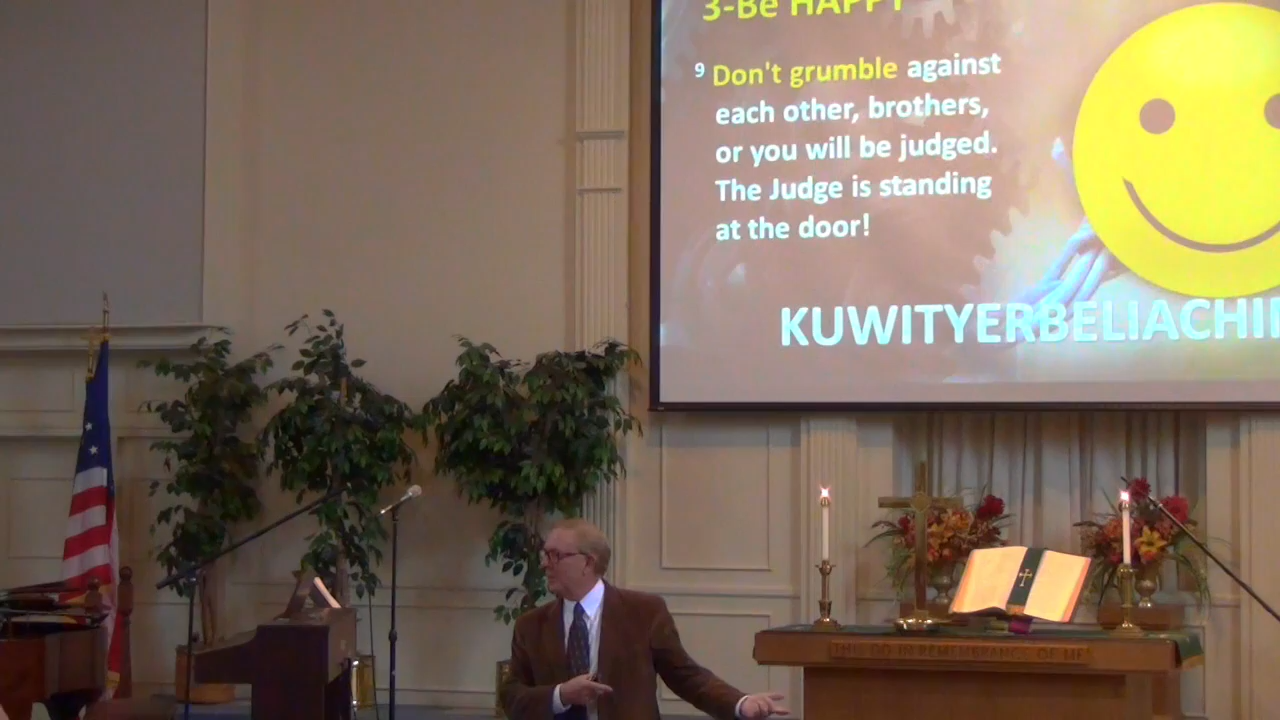 3-Be HAPPY
9 Don't grumble against
each other, brothers,
or you will be judged.
The Judge is standing
at the door!
KUWITYERBELIACHI
THIS DO IN REMEMBRANCE OF ME